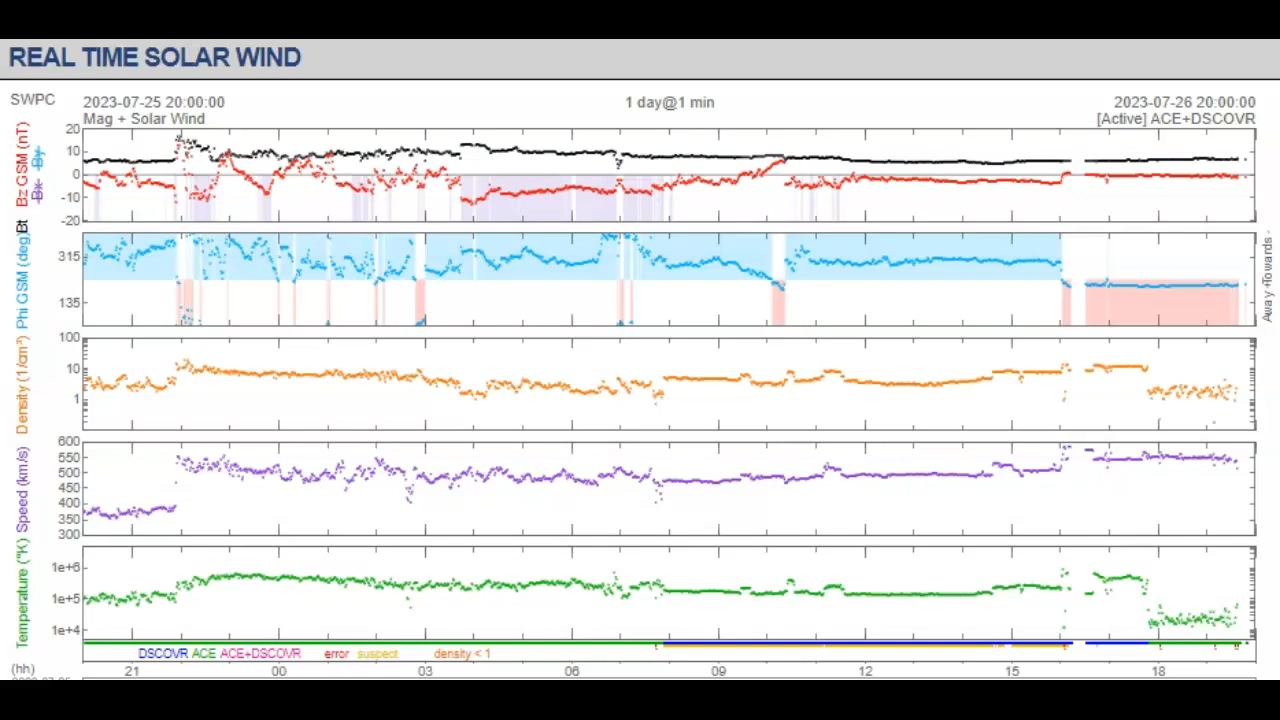 REAL TIME SOLAR WIND
SWPC
2023-07-25 20:00:00
1 day@1 min
2023-07-26 20:00:00
Mag + Solar Wind
[Active] ACE+DSCOVR
Bz GSM (nT)
Bx- -By
Bt
20
10
0
-10
-20
Phi GSM (deg)
315
135
Away+ Towards -
Density (1/cm³)
100
10
1
Speed (km/s)
600
550
500
450
400
350
300
Temperature (°K)
1e+6
1e+5
1e+4
DSCOVR ACE ACE+DSCOVR error suspect density < 1
(hh) 21 00 03 06 09 12 15 18